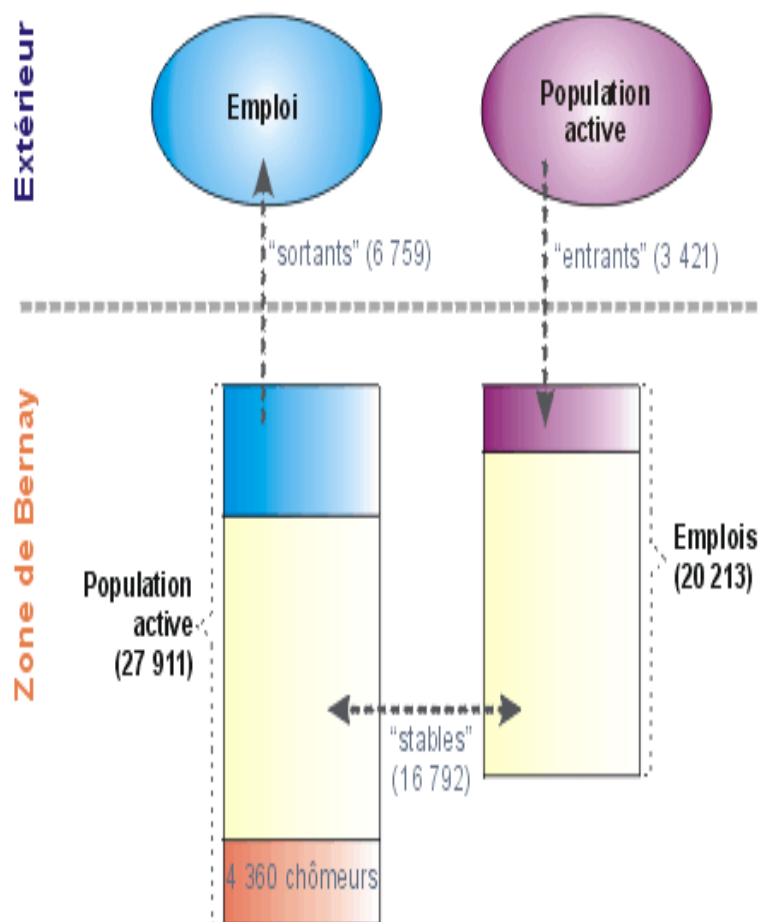 Extérieur
Emploi
Population
active
"sortants" (6 759)
"entrants" (3 421)
Zone de Bernay
Population
active
(27 911)
Emplois
(20 213)
"stables"
(16 792)
4 360 chômeurs